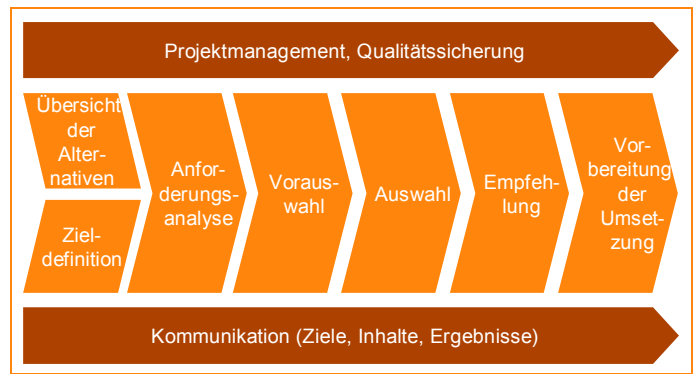 Projektmanagement, Qualitätssicherung
Übersicht
der
Alter-
nativen
Ziel-
definition
Anfor-
derungs-
analyse
Voraus-
wahl
Auswahl
Empfeh-
lung
Vor-
bereitung
der
Umset-
zung
Kommunikation (Ziele, Inhalte, Ergebnisse)